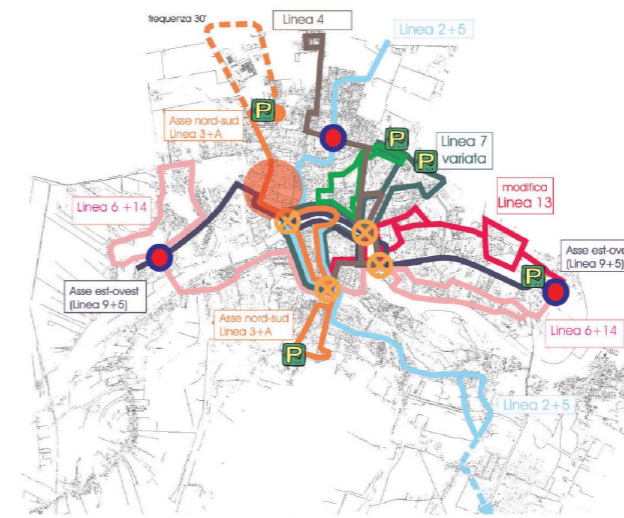 frequenza 30'
Linea 4
Linea 2+5
P
Asse nord-sud
Linea 3+A
P
P
Linea 7
variata
modifica
Linea 13
Linea 6 +14
Asse est-ove
(Linea 9+5)
P
Asse est-ovest
(Linea 9+5)
Asse nord-sud
Linea 3+A
Linea 6+14
P
Linea 2+5